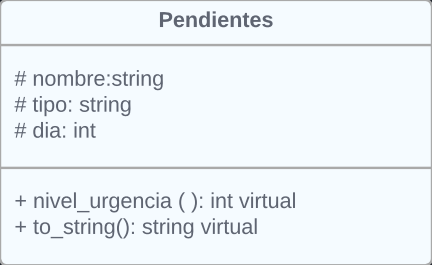 Pendientes
# nombre:string
# tipo: string
# dia: int
+ nivel_urgencia ( ): int virtual
+ to_string(): string virtual